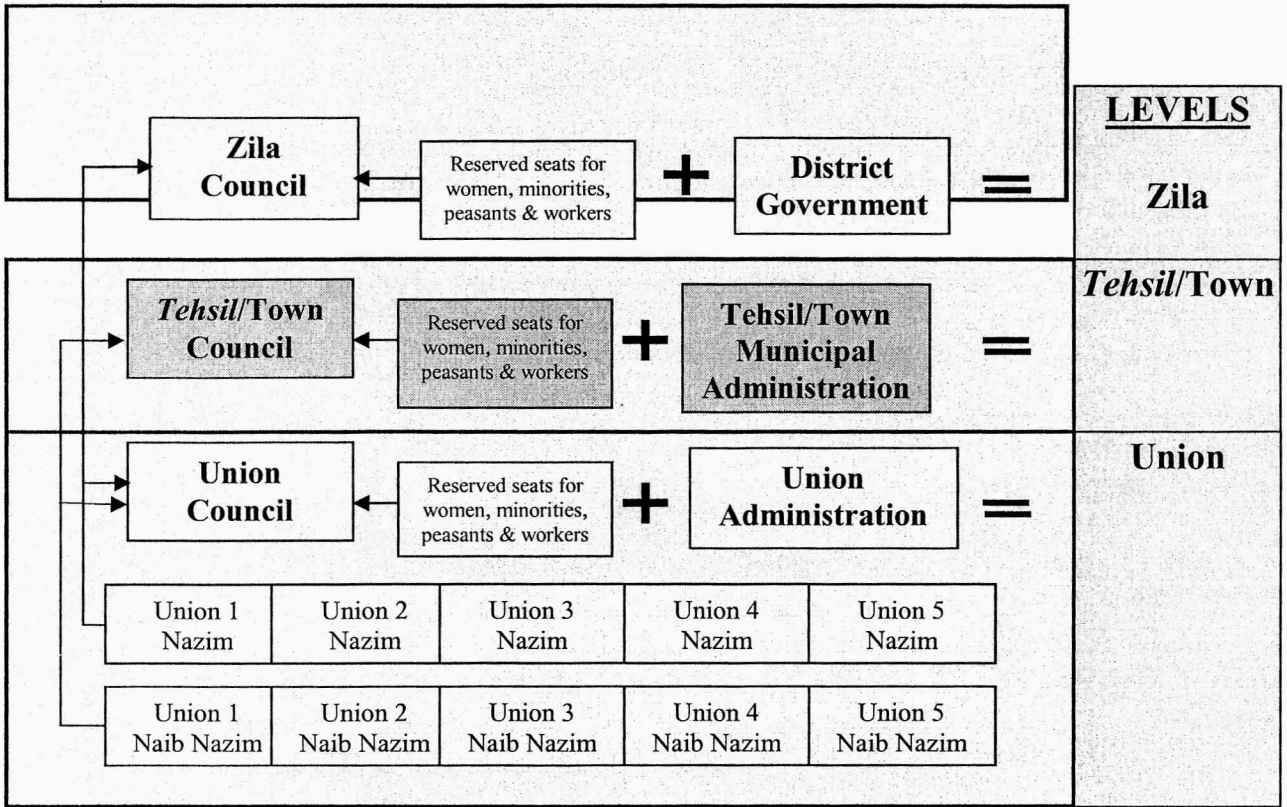 LEVELS
Zila
Council
Reserved seats for
women, minorities,
peasants & workers
+
District
Government
=
Zila
Tehsil/Town
Council
Reserved seats for
women, minorities,
peasants & workers
+
Tehsil/Town
Municipal
Administration
=
Tehsil/Town
Union
Council
Reserved seats for
women, minorities,
peasants & workers
+
Union
Administration
=
Union
Union 1
Nazim
Union 2
Nazim
Union 3
Nazim
Union 4
Nazim
Union 5
Nazim
Union 1
Naib Nazim
Union 2
Naib Nazim
Union 3
Naib Nazim
Union 4
Naib Nazim
Union 5
Naib Nazim